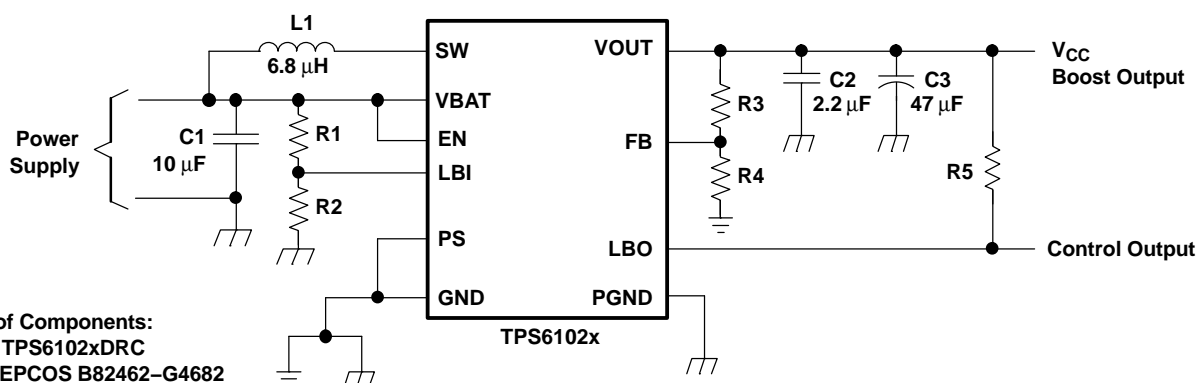 L1
6.8 μH
SW
VOUT
VCC
Boost Output
C2
2.2 μF
C3
47 μF
R3
VBAT
Power
Supply
C1
10 μF
R1
EN
FB
LBI
R4
R5
R2
PS
LBO
Control Output
GND
PGND
TPS6102x
of Components:
TPS6102xDRC
EPCOS B82462–G4682